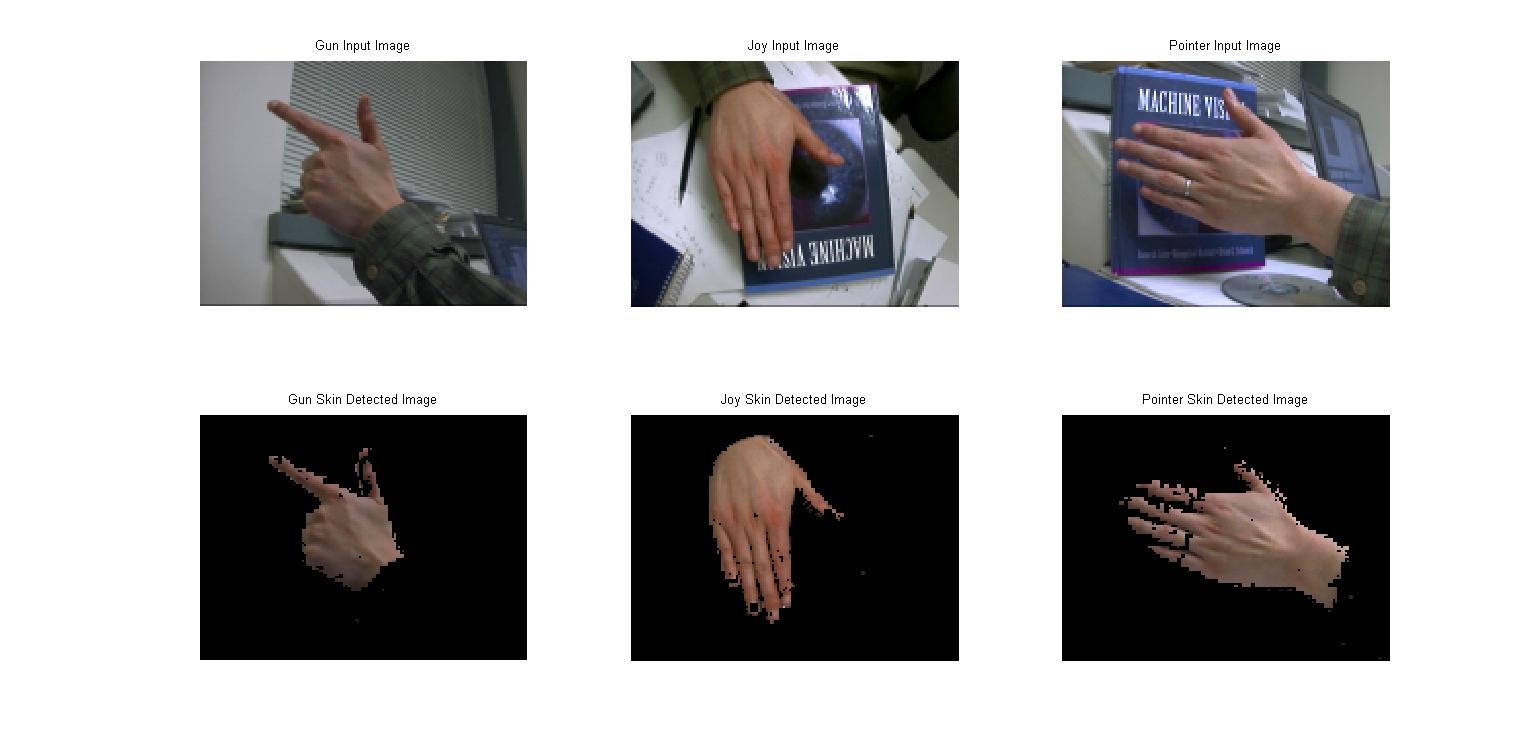 Gun Input Image
Joy Input Image
Pointer Input Image
MACHINE VISION
MACHINE VIS
Gun Skin Detected Image
Joy Skin Detected Image
Pointer Skin Detected Image